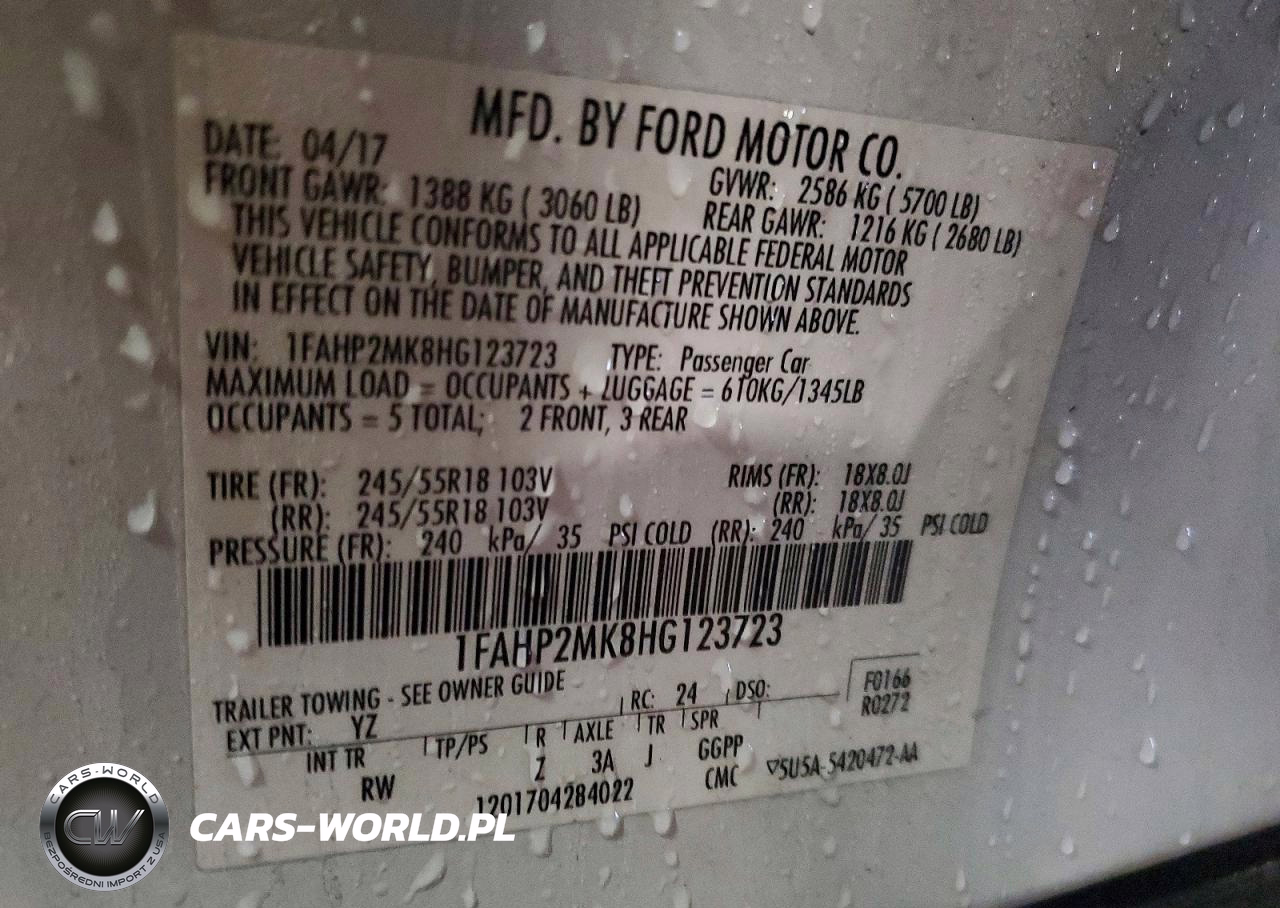 MFD. BY FORD MOTOR CO.
DATE: 04/17 GVWR: 2586 KG ( 5700 LB)
FRONT GAWR: 1388 KG ( 3060 LB) REAR GAWR: 1216 KG ( 2680 LB)
THIS VEHICLE CONFORMS TO ALL APPLICABLE FEDERAL MOTOR
VEHICLE SAFETY, BUMPER, AND THEFT PREVENTION STANDARDS
IN EFFECT ON THE DATE OF MANUFACTURE SHOWN ABOVE.
VIN: 1FAHP2MK8HG123723 TYPE: Passenger Car
MAXIMUM LOAD = OCCUPANTS + LUGGAGE = 610KG/1345LB
OCCUPANTS = 5 TOTAL; 2 FRONT, 3 REAR
TIRE (FR): 245/55R18 103V RIMS (FR): 18X8.0J
(RR): 245/55R18 103V (RR): 18X8.0J
PRESSURE (FR): 240 kPa/ 35 PSI COLD (RR): 240 kPa/ 35 PSI COLD
1FAHP2MK8HG123723
TRAILER TOWING - SEE OWNER GUIDE
F0166
R0272
EXT PNT: YZ RC: 24 DSO:
INT TR TP/PS R AXLE TR SPR
RW Z 3A J GGPP
CMC
1201704284022
▽5U5A-5420472-AA
CARS-WORLD
CW
BEZPOŚREDNI IMPORT Z USA
CARS-WORLD.PL